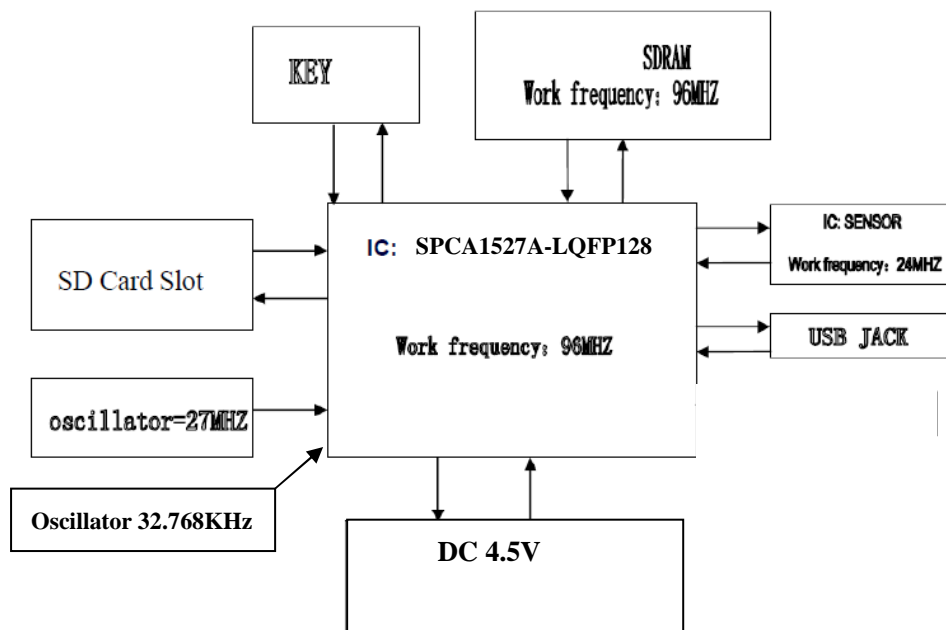 KEY
SDRAM
Work frequency: 96MHZ
IC: SPCA1527A-LQFP128
Work frequency: 96MHZ
SD Card Slot
IC: SENSOR
Work frequency: 24MHZ
USB JACK
oscillator=27MHZ
Oscillator 32.768KHz
DC 4.5V